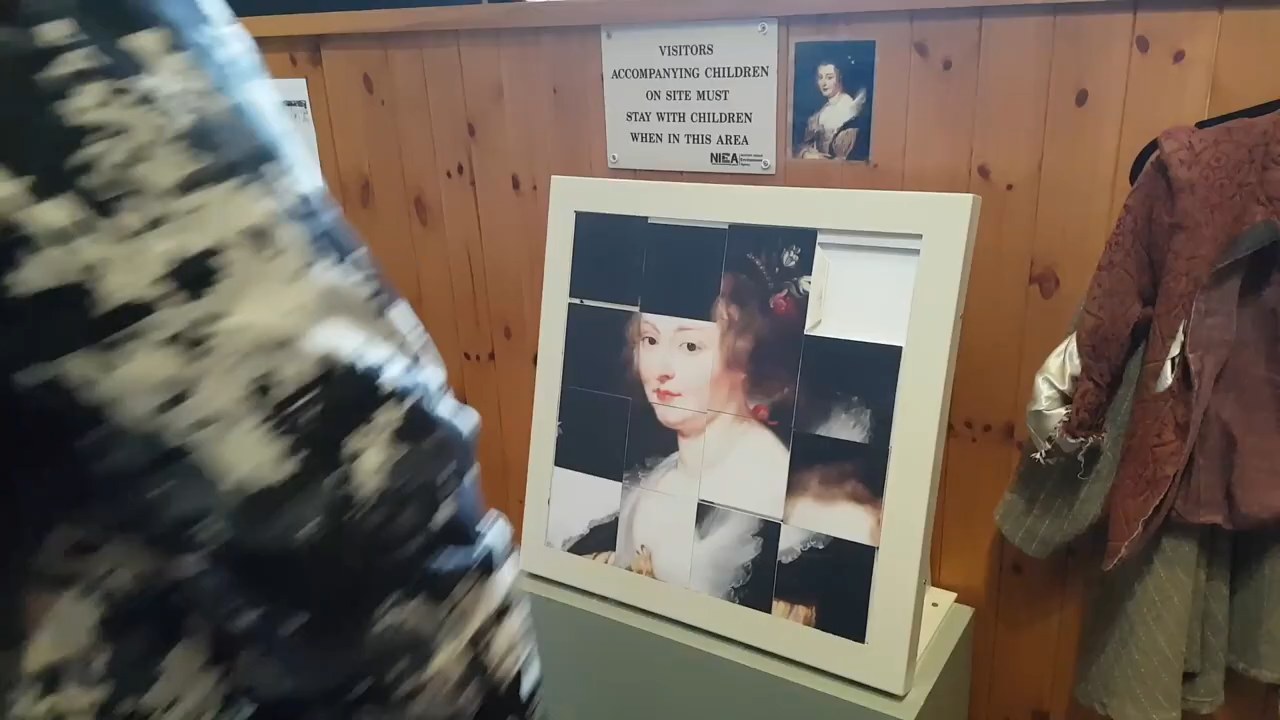 VISITORS
ACCOMPANYING CHILDREN
ON SITE MUST
STAY WITH CHILDREN
WHEN IN THIS AREA
NIEA